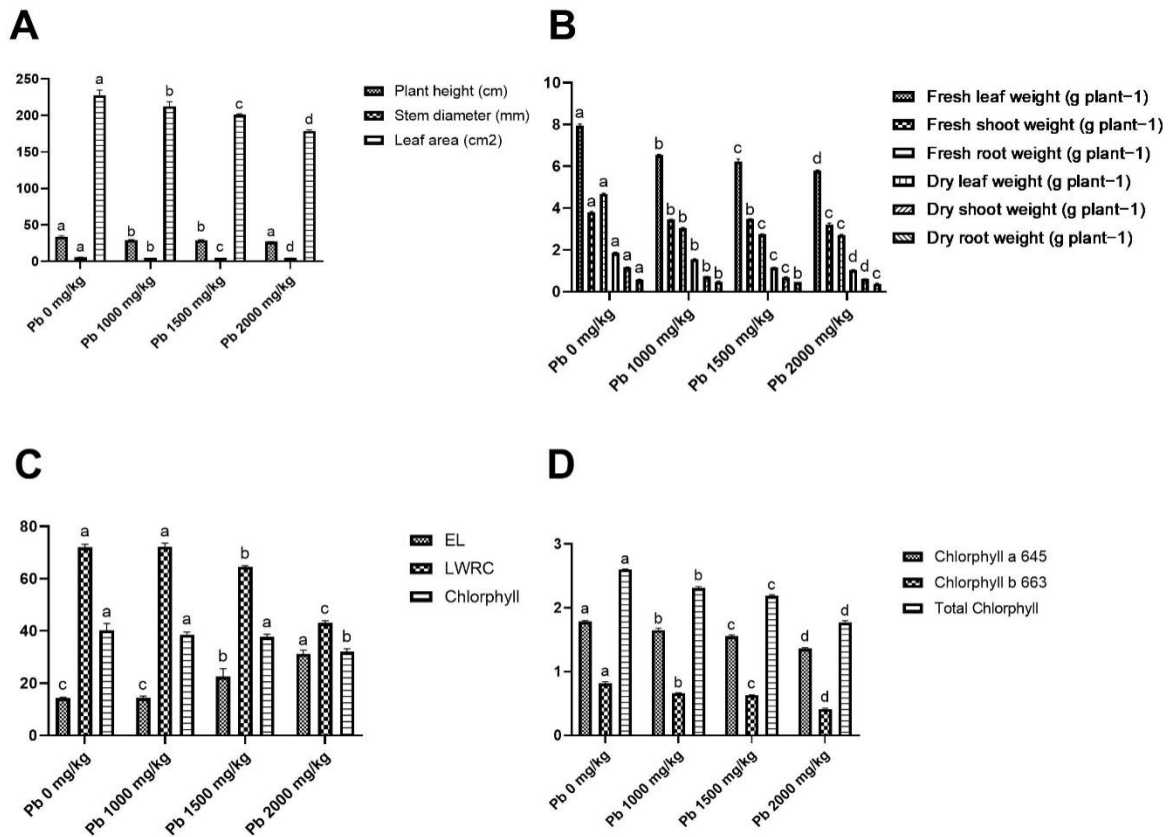 A
250
200
150
100
50
0
a
a
a
b
b
b
b
b
c
a
d
d
Pb 0 mg/kg
Pb 1000 mg/kg
Pb 1500 mg/kg
Pb 2000 mg/kg
Plant height (cm)
Stem diameter (mm)
Leaf area (cm2)
B
10
8
6
4
2
0
a
a
a
a
a
a
b
b
b
b
b
b
c
b
c
c
c
b
d
c
c
d
d
c
Pb 0 mg/kg
Pb 1000 mg/kg
Pb 1500 mg/kg
Pb 2000 mg/kg
Fresh leaf weight (g plant−1)
Fresh shoot weight (g plant−1)
Fresh root weight (g plant−1)
Dry leaf weight (g plant−1)
Dry shoot weight (g plant−1)
Dry root weight (g plant−1)
C
80
60
40
20
0
c
a
a
c
a
a
b
b
a
a
c
b
Pb 0 mg/kg
Pb 1000 mg/kg
Pb 1500 mg/kg
Pb 2000 mg/kg
EL
LWRC
Chlorphyll
D
3
2
1
0
a
a
a
b
b
b
c
c
c
d
d
d
Pb 0 mg/kg
Pb 1000 mg/kg
Pb 1500 mg/kg
Pb 2000 mg/kg
Chlorphyll a 645
Chlorphyll b 663
Total Chlorphyll